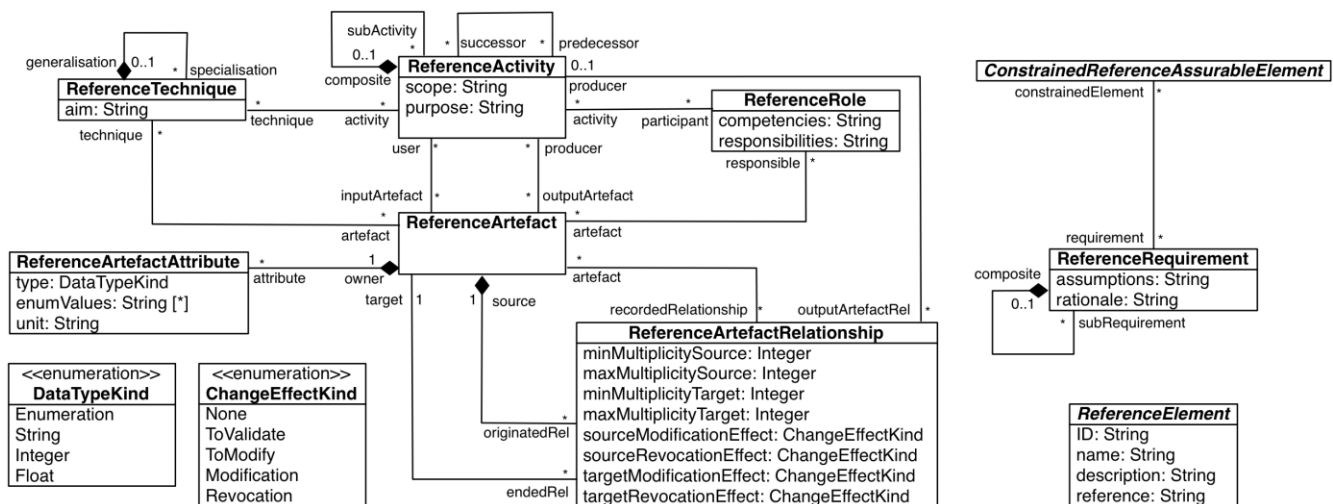 subActivity
*
*
successor
*
predecessor
generalisation
0..1
*
specialisation
0..1
composite
ReferenceActivity
scope: String
purpose: String
0..1
producer
ReferenceTechnique
aim: String
*
technique
*
activity
*
activity
*
participant
ReferenceRole
competencies: String
responsibilities: String
ConstrainedReferenceAssurableElement
constrainedElement
*
technique
*
user
*
*
producer
responsible
*
inputArtefact
*
*
outputArtefact
*
artefact
ReferenceArtefact
*
artefact
requirement
*
ReferenceArtefactAttribute
type: DataTypeKind
enumValues: String [*]
unit: String
*
attribute
1
owner
*
artefact
ReferenceRequirement
assumptions: String
rationale: String
composite
0..1
*
subRequirement
target
1
1
source
recordedRelationship
*
outputArtefactRel
*
ReferenceArtefactRelationship
minMultiplicitySource: Integer
maxMultiplicitySource: Integer
minMultiplicityTarget: Integer
maxMultiplicityTarget: Integer
sourceModificationEffect: ChangeEffectKind
sourceRevocationEffect: ChangeEffectKind
targetModificationEffect: ChangeEffectKind
targetRevocationEffect: ChangeEffectKind
*
originatedRel
*
endedRel
<<enumeration>>
DataTypeKind
Enumeration
String
Integer
Float
<<enumeration>>
ChangeEffectKind
None
ToValidate
ToModify
Modification
Revocation
ReferenceElement
ID: String
name: String
description: String
reference: String